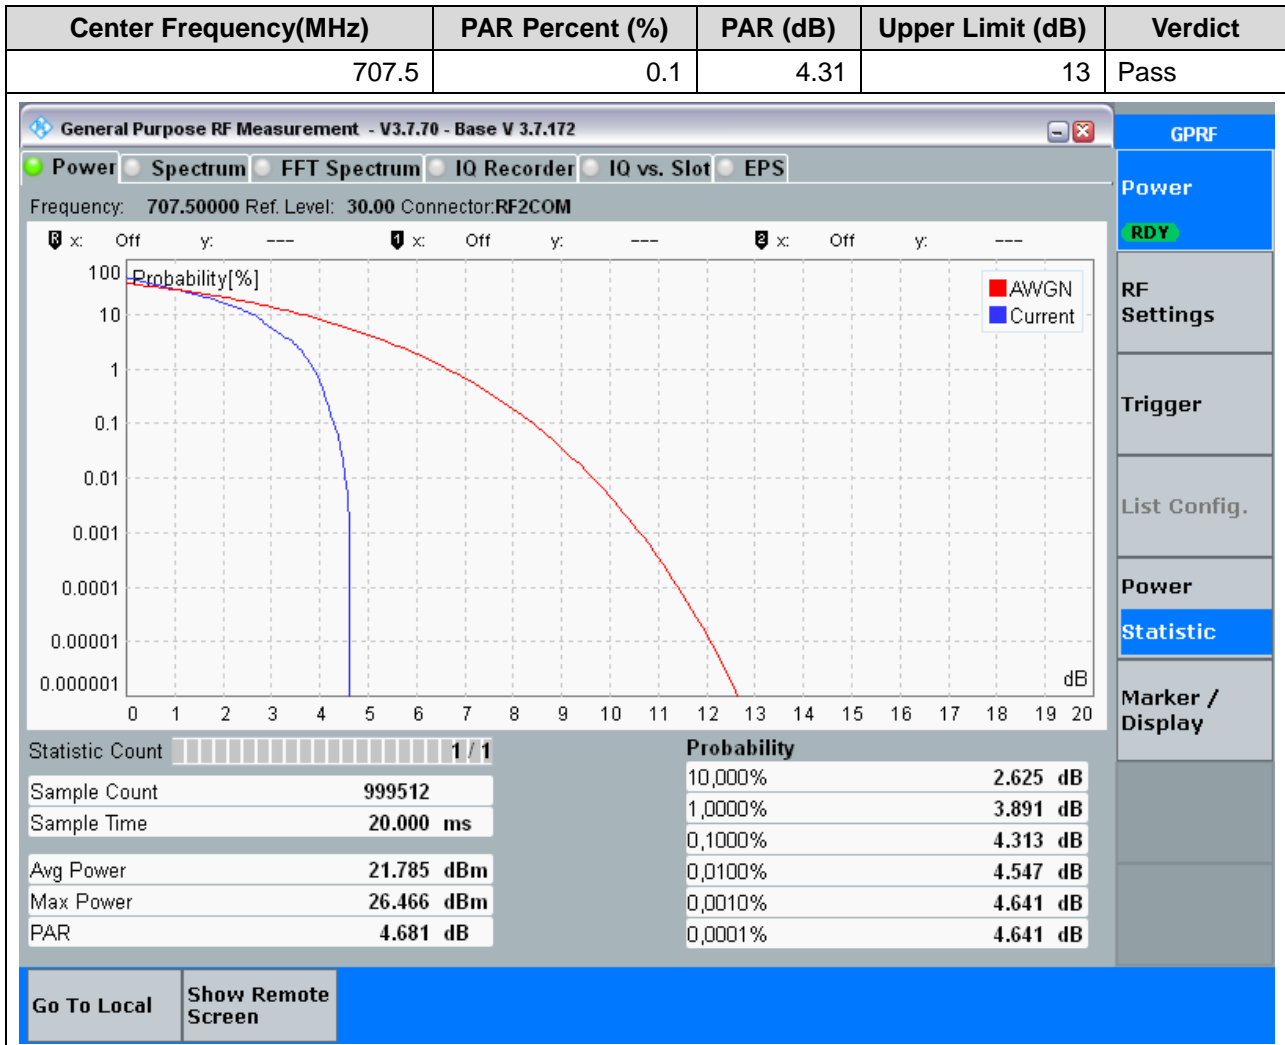 Center Frequency(MHz) PAR Percent (%) PAR (dB) Upper Limit (dB) Verdict
707.5 0.1 4.31 13 Pass
General Purpose RF Measurement - V3.7.70 - Base V 3.7.172
GPRF
Power Spectrum FFT Spectrum IQ Recorder IQ vs. Slot EPS
Frequency: 707.50000 Ref. Level: 30.00 Connector:RF2COM
R x: Off y: --- 1 x: Off y: --- 2 x: Off y: ---
Probability[%]
AWGN
Current
100
10
1
0.1
0.01
0.001
0.0001
0.00001
0.000001
dB
0 1 2 3 4 5 6 7 8 9 10 11 12 13 14 15 16 17 18 19 20
Statistic Count 1 / 1
Sample Count 999512
Sample Time 20.000 ms
Avg Power 21.785 dBm
Max Power 26.466 dBm
PAR 4.681 dB
Probability
10,000% 2.625 dB
1,0000% 3.891 dB
0,1000% 4.313 dB
0,0100% 4.547 dB
0,0010% 4.641 dB
0,0001% 4.641 dB
Power
RDY
RF
Settings
Trigger
List Config.
Power
Statistic
Marker /
Display
Go To Local
Show Remote
Screen